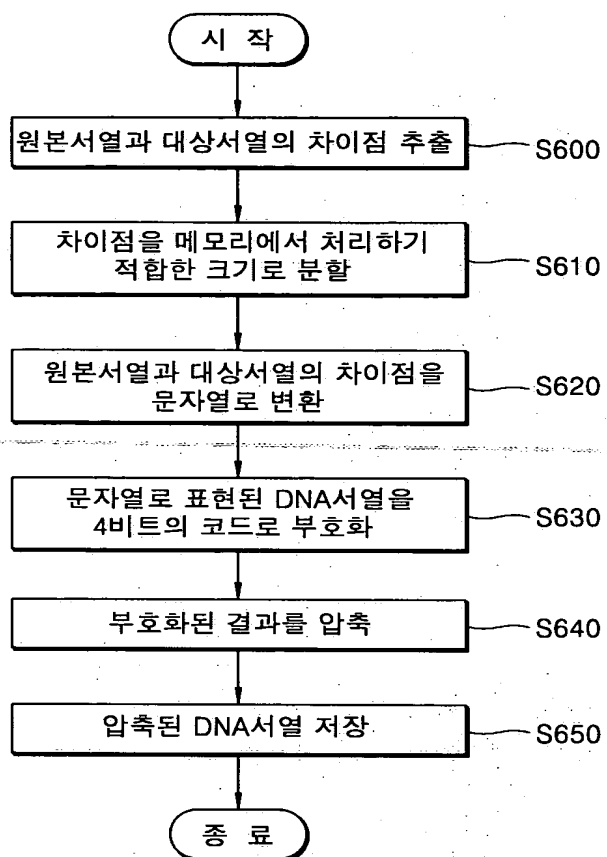 시 작
원본서열과 대상서열의 차이점 추출
S600
차이점을 메모리에서 처리하기
적합한 크기로 분할
S610
원본서열과 대상서열의 차이점을
문자열로 변환
S620
문자열로 표현된 DNA서열을
4비트의 코드로 부호화
S630
부호화된 결과를 압축
S640
압축된 DNA서열 저장
S650
종 료